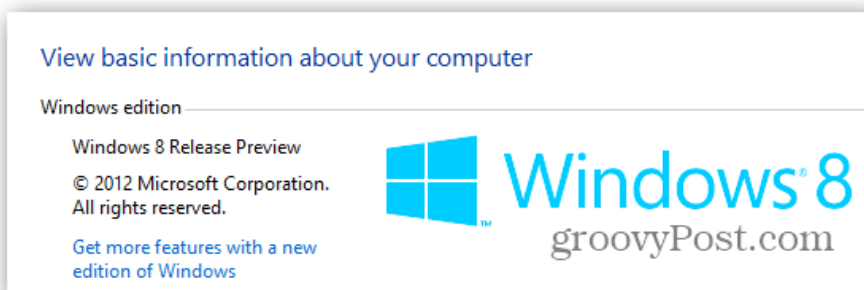 View basic information about your computer
Windows edition
Windows 8 Release Preview
© 2012 Microsoft Corporation.
All rights reserved.
Get more features with a new
edition of Windows
™
Windows® 8
groovyPost.com